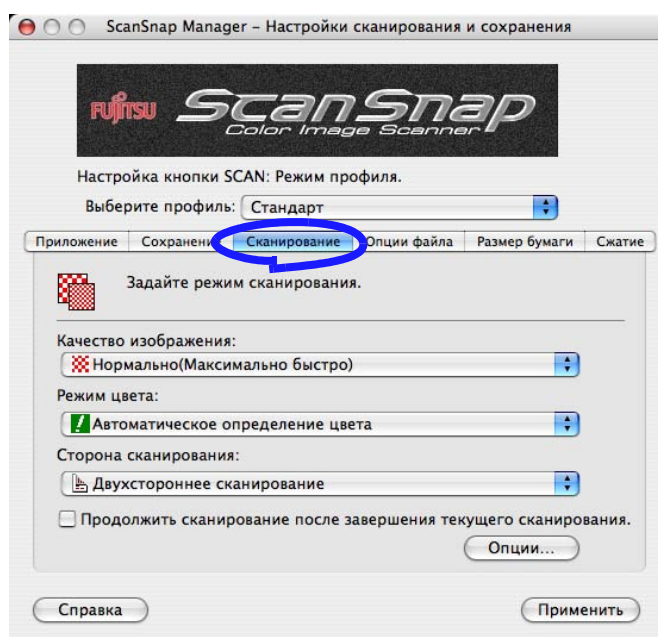 ScanSnap Manager – Настройки сканирования и сохранения
FUJITSU ScanSnap
Color Image Scanner
Настройка кнопки SCAN: Режим профиля.
Выберите профиль: Стандарт
Приложение Сохранение Сканирование Опции файла Размер бумаги Сжатие
Задайте режим сканирования.
Качество изображения:
Нормально(Максимально быстро)
Режим цвета:
Автоматическое определение цвета
Сторона сканирования:
Двухстороннее сканирование
Продолжить сканирование после завершения текущего сканирования.
Опции...
Справка Применить